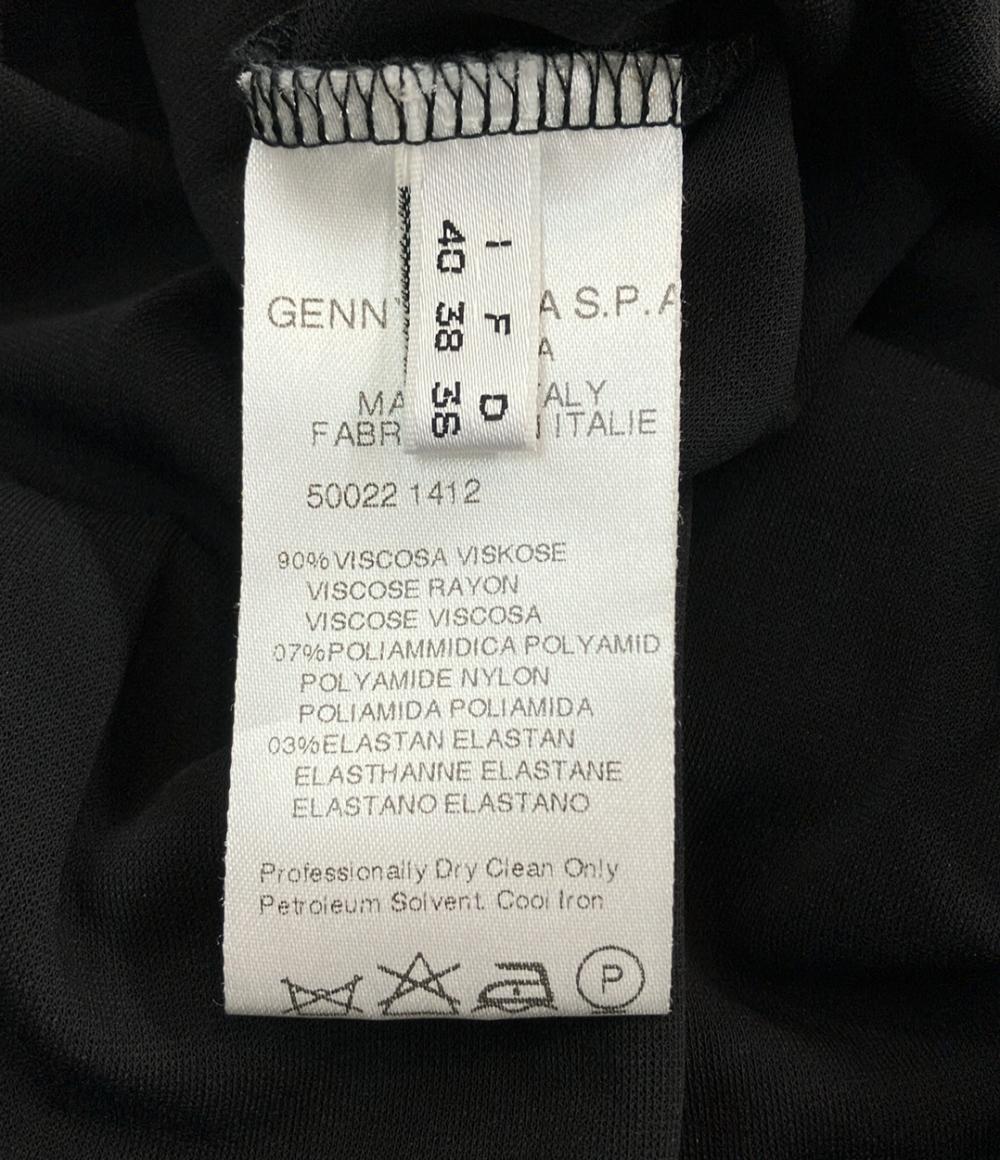 I F D
40 38 36
GENN A S.P.A
A
MA ALY
FABR ITALIE
50022 1412
90% VISCOSA VISKOSE
VISCOSE RAYON
VISCOSE VISCOSA
07% POLIAMMIDICA POLYAMID
POLYAMIDE NYLON
POLIAMIDA POLIAMIDA
03% ELASTAN ELASTAN
ELASTHANNE ELASTANE
ELASTANO ELASTANO
Professionally Dry Clean Only
Petroleum Solvent. Cool Iron
P